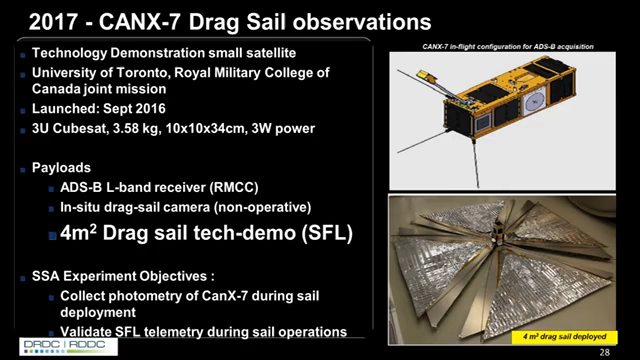 2017 - CANX-7 Drag Sail observations
Technology Demonstration small satellite
University of Toronto, Royal Military College of
Canada joint mission
Launched: Sept 2016
3U Cubesat, 3.58 kg, 10x10x34cm, 3W power
Payloads
ADS-B L-band receiver (RMCC)
In-situ drag-sail camera (non-operative)
4m² Drag sail tech-demo (SFL)
SSA Experiment Objectives :
Collect photometry of CanX-7 during sail
deployment
Validate SFL telemetry during sail operations
CANX-7 in-flight configuration for ADS-B acquisition
4 m² drag sail deployed
DRDC | RDDC
28